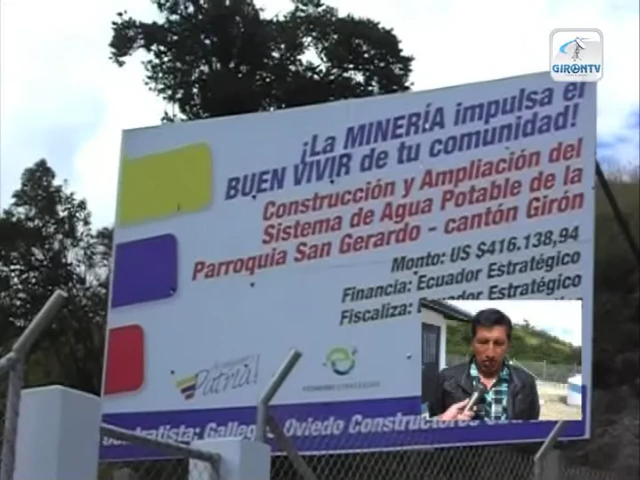 GIRONTV
¡La MINERÍA impulsa el
BUEN VIVIR de tu comunidad!
Construcción y Ampliación del
Sistema de Agua Potable de la
Parroquia San Gerardo - cantón Girón
Monto: US $416.138,94
Financia: Ecuador Estratégico
Fiscaliza: Ecuador Estratégico
Patria!
Contratista: Gallegos Oviedo Constructores